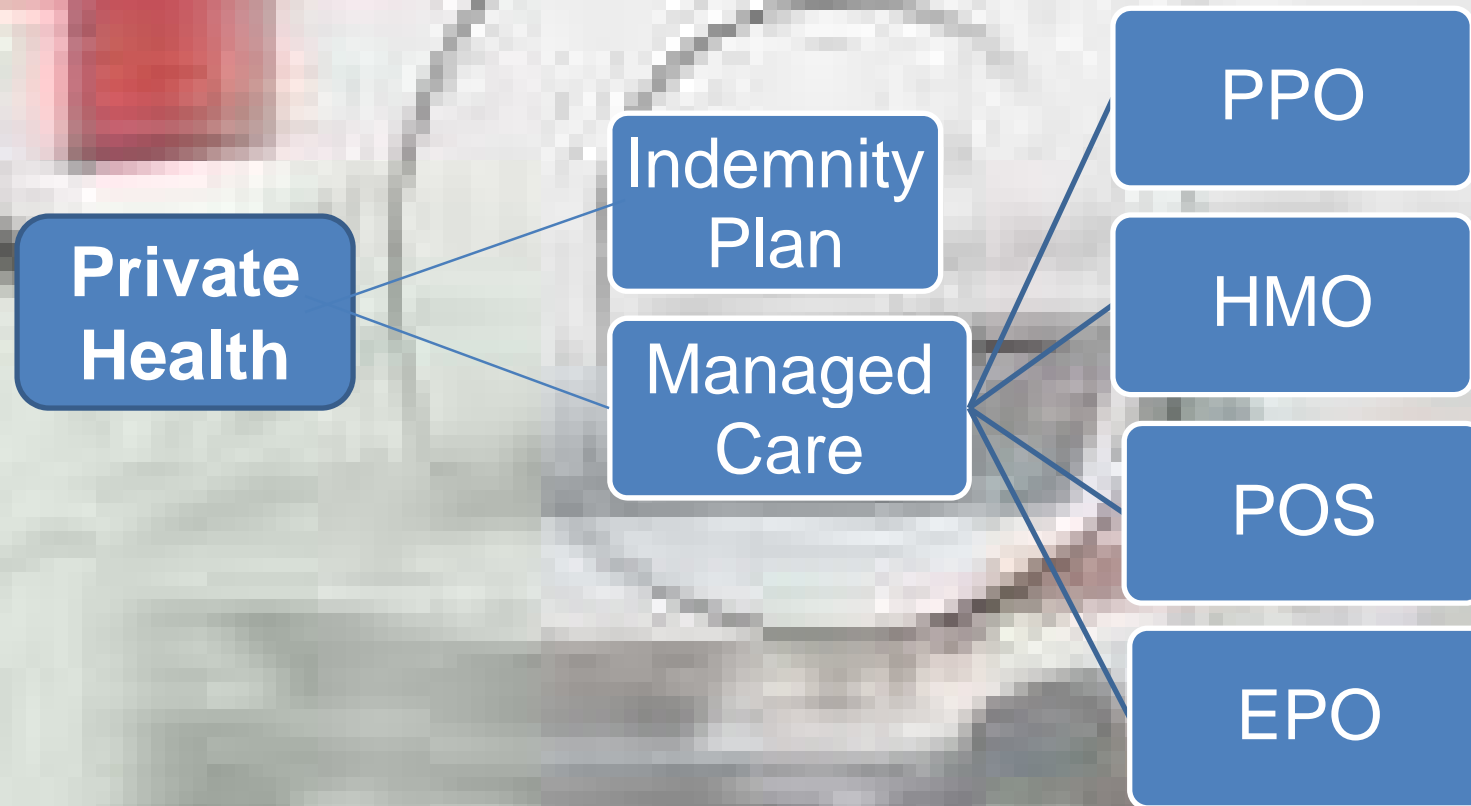 Private
Health
Indemnity
Plan
Managed
Care
PPO
HMO
POS
EPO